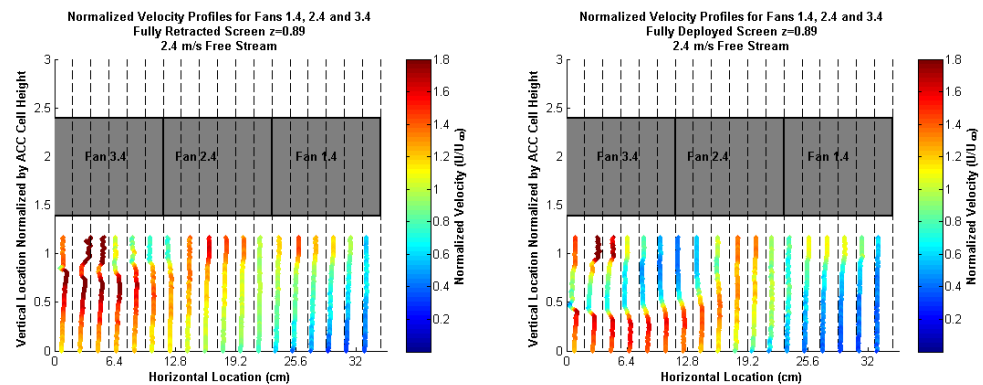 Normalized Velocity Profiles for Fans 1.4, 2.4 and 3.4
Fully Retracted Screen z=0.89
2.4 m/s Free Stream
Vertical Location Normalized by ACC Cell Height
3
2.5
2
1.5
1
0.5
0
Fan 3.4
Fan 2.4
Fan 1.4
0
6.4
12.8
19.2
25.6
32
Horizontal Location (cm)
1.8
1.6
1.4
1.2
1
0.8
0.6
0.4
0.2
Normalized Velocity (U/U∞)
Normalized Velocity Profiles for Fans 1.4, 2.4 and 3.4
Fully Deployed Screen z=0.89
2.4 m/s Free Stream
Vertical Location Normalized by ACC Cell Height
3
2.5
2
1.5
1
0.5
0
Fan 3.4
Fan 2.4
Fan 1.4
0
6.4
12.8
19.2
25.6
32
Horizontal Location (cm)
1.8
1.6
1.4
1.2
1
0.8
0.6
0.4
0.2
Normalized Velocity (U/U∞)